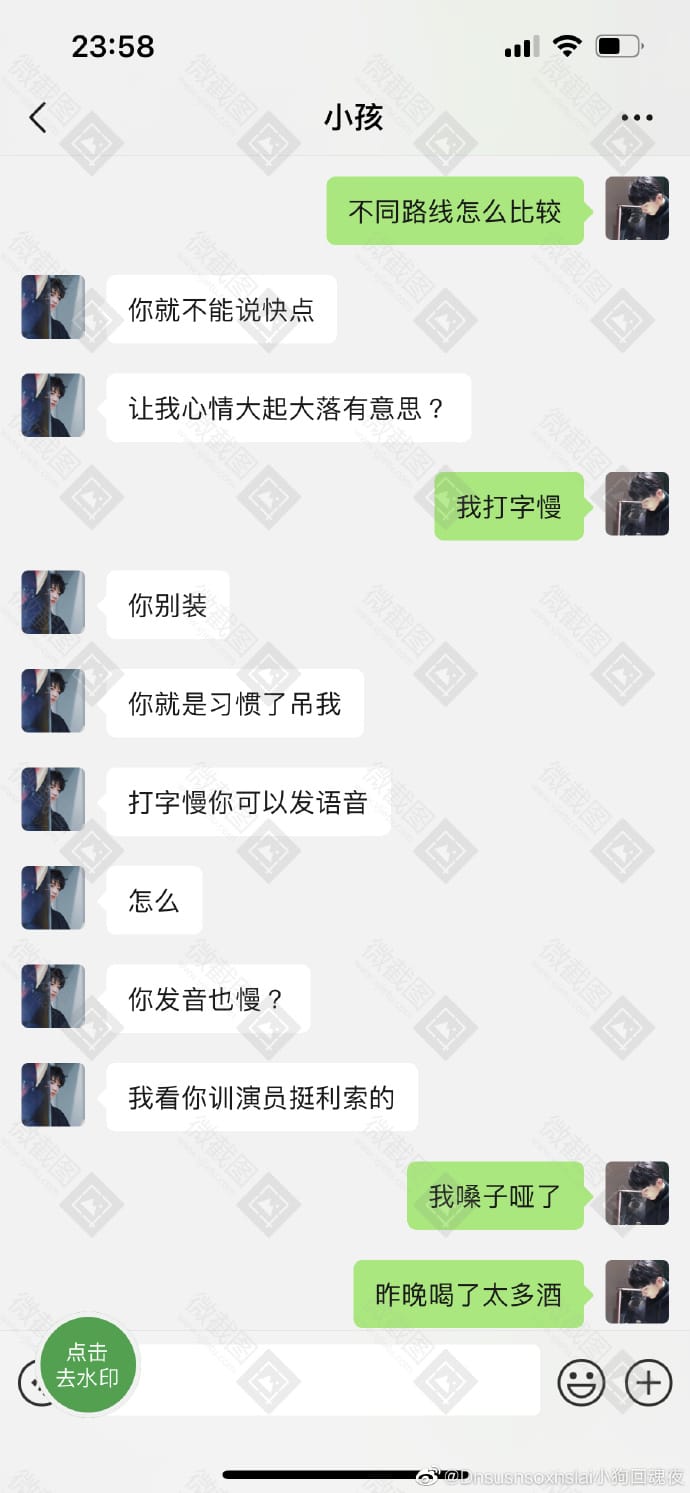 23:58
小孩
不同路线怎么比较
你就不能说快点
让我心情大起大落有意思？
我打字慢
你别装
你就是习惯了吊我
打字慢你可以发语音
怎么
你发音也慢？
我看你训演员挺利索的
我嗓子哑了
昨晚喝了太多酒
点击
去水印
微截图
@Dnsusnsoxnslai小狗回魂夜